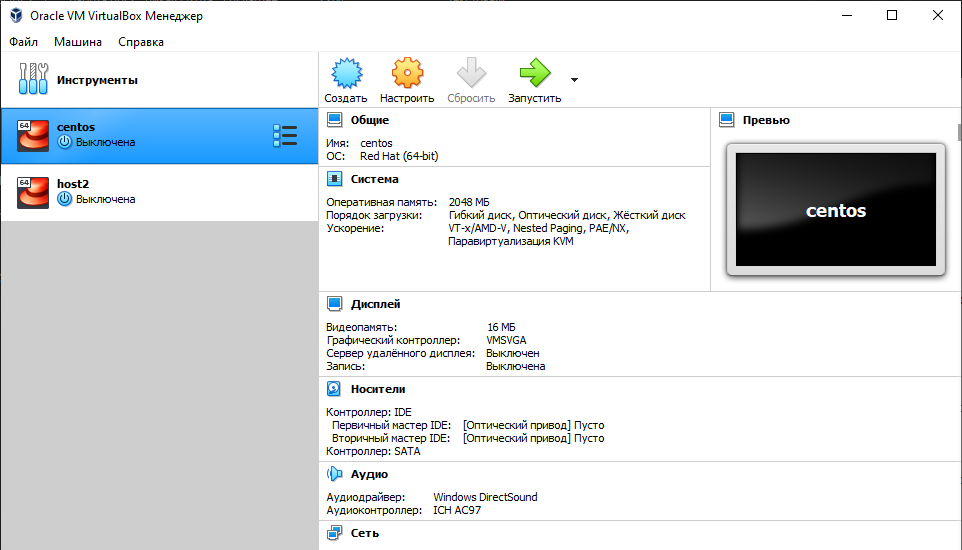 Oracle VM VirtualBox Менеджер
Файл Машина Справка
Инструменты
Создать Настроить Сбросить Запустить
64
centos
Выключена
64
host2
Выключена
Общие
Имя: centos
ОС: Red Hat (64-bit)
Превью
centos
Система
Оперативная память: 2048 МБ
Порядок загрузки: Гибкий диск, Оптический диск, Жёсткий диск
Ускорение: VT-x/AMD-V, Nested Paging, PAE/NX,
Паравиртуализация KVM
Дисплей
Видеопамять: 16 МБ
Графический контроллер: VMSVGA
Сервер удалённого дисплея: Выключен
Запись: Выключена
Носители
Контроллер: IDE
Первичный мастер IDE: [Оптический привод] Пусто
Вторичный мастер IDE: [Оптический привод] Пусто
Контроллер: SATA
Аудио
Аудиодрайвер: Windows DirectSound
Аудиоконтроллер: ICH AC97
Сеть